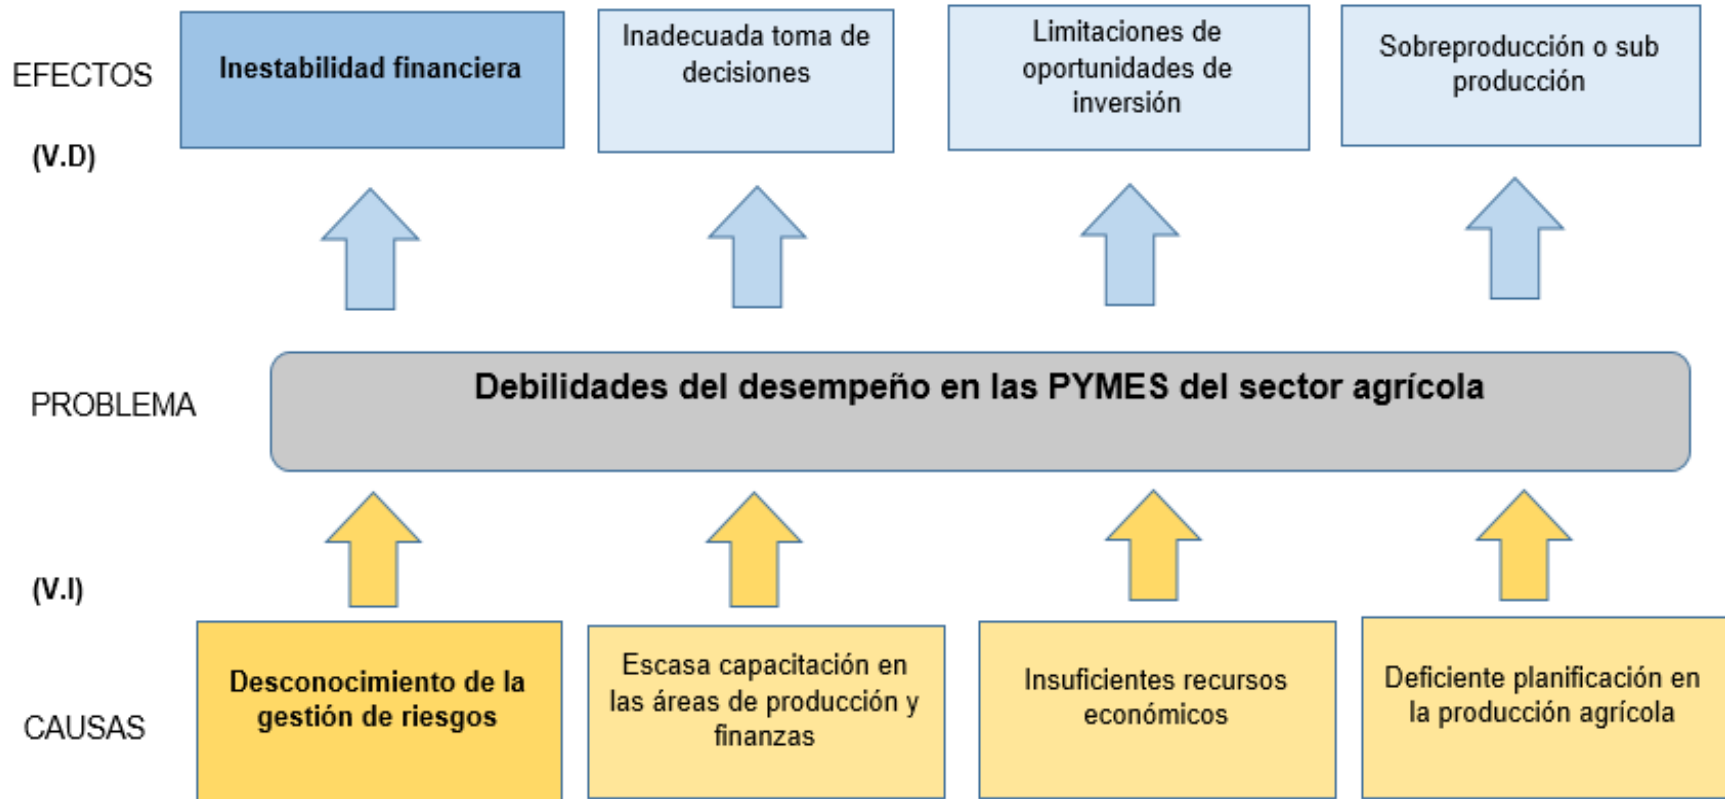 EFECTOS
(V.D)
Inestabilidad financiera
Inadecuada toma de
decisiones
Limitaciones de
oportunidades de
inversión
Sobreproducción o sub
producción
PROBLEMA
Debilidades del desempeño en las PYMES del sector agrícola
(V.I)
CAUSAS
Desconocimiento de la
gestión de riesgos
Escasa capacitación en
las áreas de producción y
finanzas
Insuficientes recursos
económicos
Deficiente planificación en
la producción agrícola